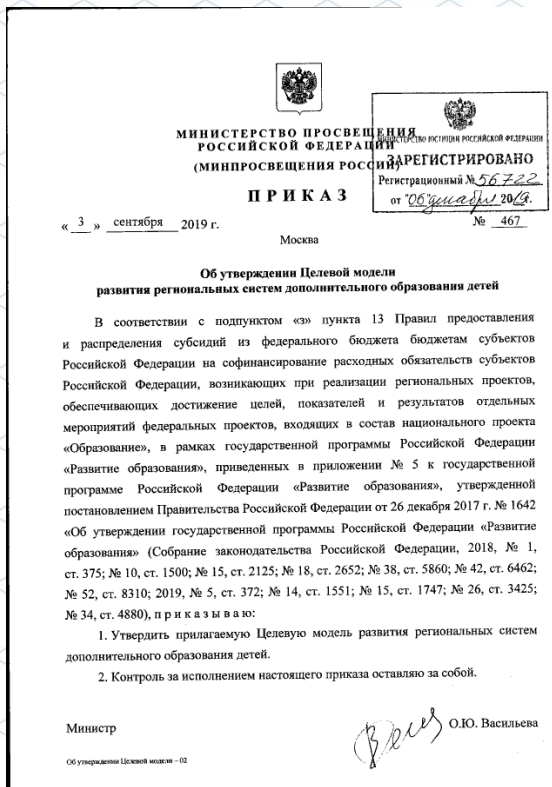 МИНИСТЕРСТВО ПРОСВЕЩЕНИЯ
РОССИЙСКОЙ ФЕДЕРАЦИИ
(МИНПРОСВЕЩЕНИЯ РОССИИ)
МИНИСТЕРСТВО ЮСТИЦИИ РОССИЙСКОЙ ФЕДЕРАЦИИ
ЗАРЕГИСТРИРОВАНО
Регистрационный № 56722
от "06" декабря 2019.
ПРИКАЗ
« 3 » сентября 2019 г.
№ 467
Москва
Об утверждении Целевой модели
развития региональных систем дополнительного образования детей
В соответствии с подпунктом «з» пункта 13 Правил предоставления
и распределения субсидий из федерального бюджета бюджетам субъектов
Российской Федерации на софинансирование расходных обязательств субъектов
Российской Федерации, возникающих при реализации региональных проектов,
обеспечивающих достижение целей, показателей и результатов отдельных
мероприятий федеральных проектов, входящих в состав национального проекта
«Образование», в рамках государственной программы Российской Федерации
«Развитие образования», приведенных в приложении № 5 к государственной
программе Российской Федерации «Развитие образования», утвержденной
постановлением Правительства Российской Федерации от 26 декабря 2017 г. № 1642
«Об утверждении государственной программы Российской Федерации «Развитие
образования» (Собрание законодательства Российской Федерации, 2018, № 1,
ст. 375; № 10, ст. 1500; № 15, ст. 2125; № 18, ст. 2652; № 38, ст. 5860; № 42, ст. 6462;
№ 52, ст. 8310; 2019, № 5, ст. 372; № 14, ст. 1551; № 15, ст. 1747; № 26, ст. 3425;
№ 34, ст. 4880), п р и к а з ы в а ю:
1. Утвердить прилагаемую Целевую модель развития региональных систем
дополнительного образования детей.
2. Контроль за исполнением настоящего приказа оставляю за собой.
Министр
О.Ю. Васильева
Об утверждении Целевой модели – 02